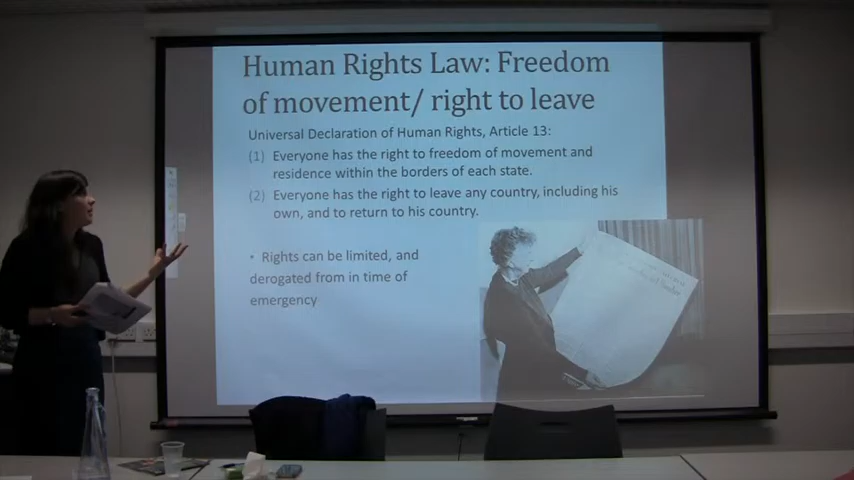 Human Rights Law: Freedom
of movement/ right to leave
Universal Declaration of Human Rights, Article 13:
(1) Everyone has the right to freedom of movement and
residence within the borders of each state.
(2) Everyone has the right to leave any country, including his
own, and to return to his country.
• Rights can be limited, and
derogated from in time of
emergency